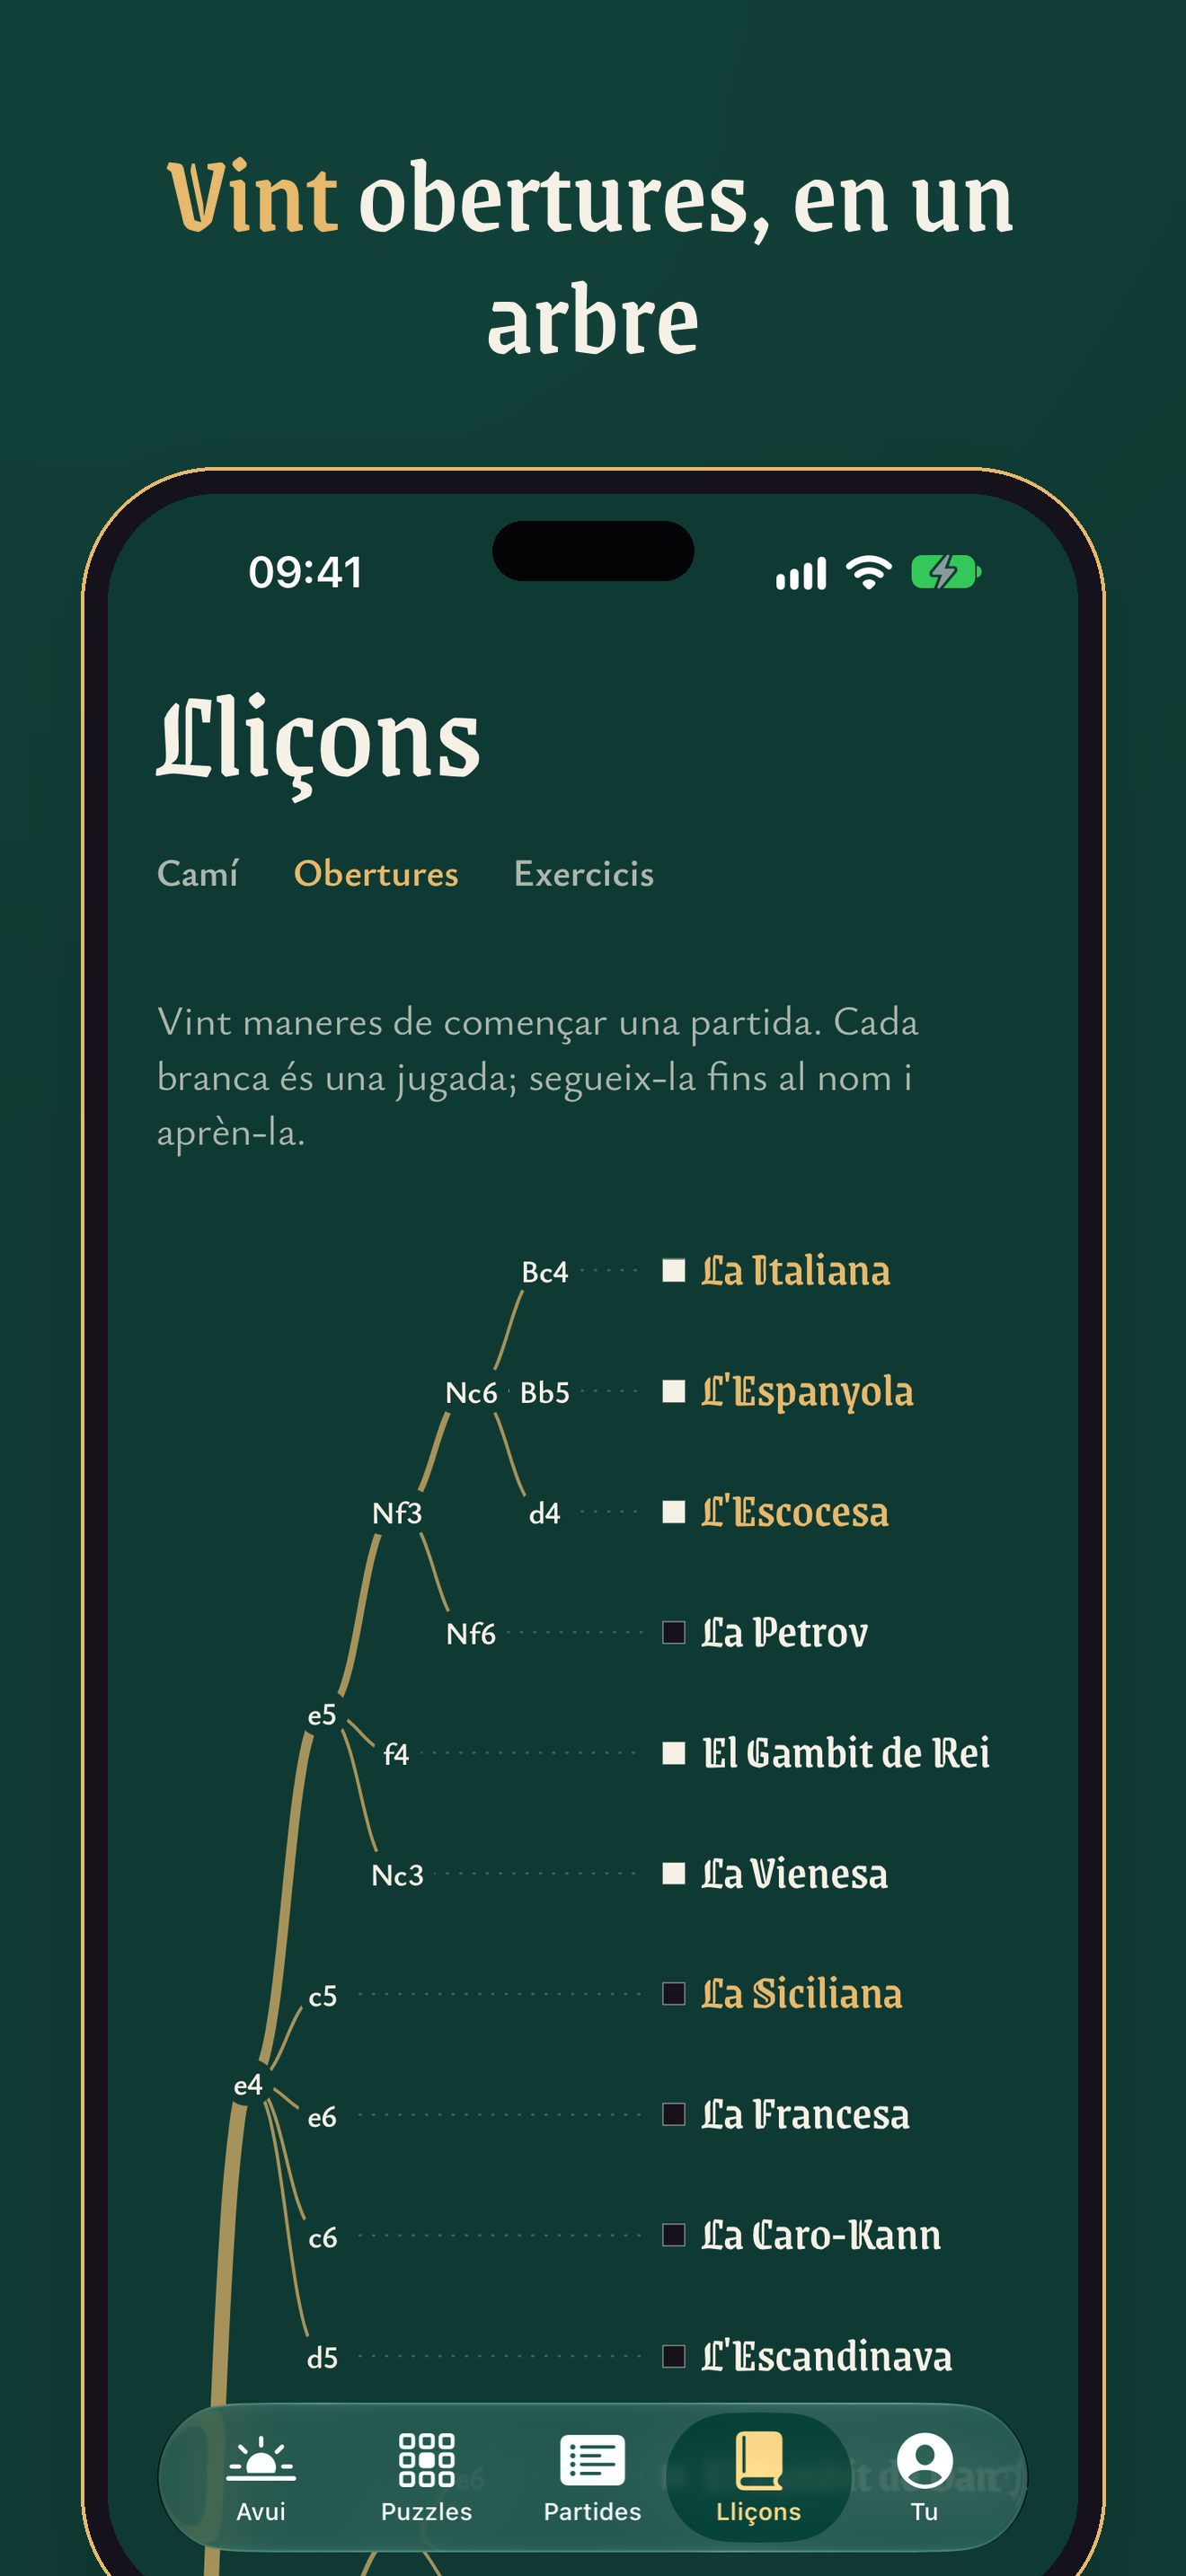 Vint obertures, en un
arbre
09:41
Lliçons
Camí Obertures Exercicis
Vint maneres de començar una partida. Cada
branca és una jugada; segueix-la fins al nom i
aprèn-la.
Bc4 La Italiana
Nc6 Bb5 L'Espanyola
Nf3 d4 L'Escocesa
Nf6 La Petrov
e5
f4 El Gambit de Rei
Nc3 La Vienesa
c5 La Siciliana
e4
e6 La Francesa
c6 La Caro-Kann
d5 L'Escandinava
Avui Puzzles Partides Lliçons Tu